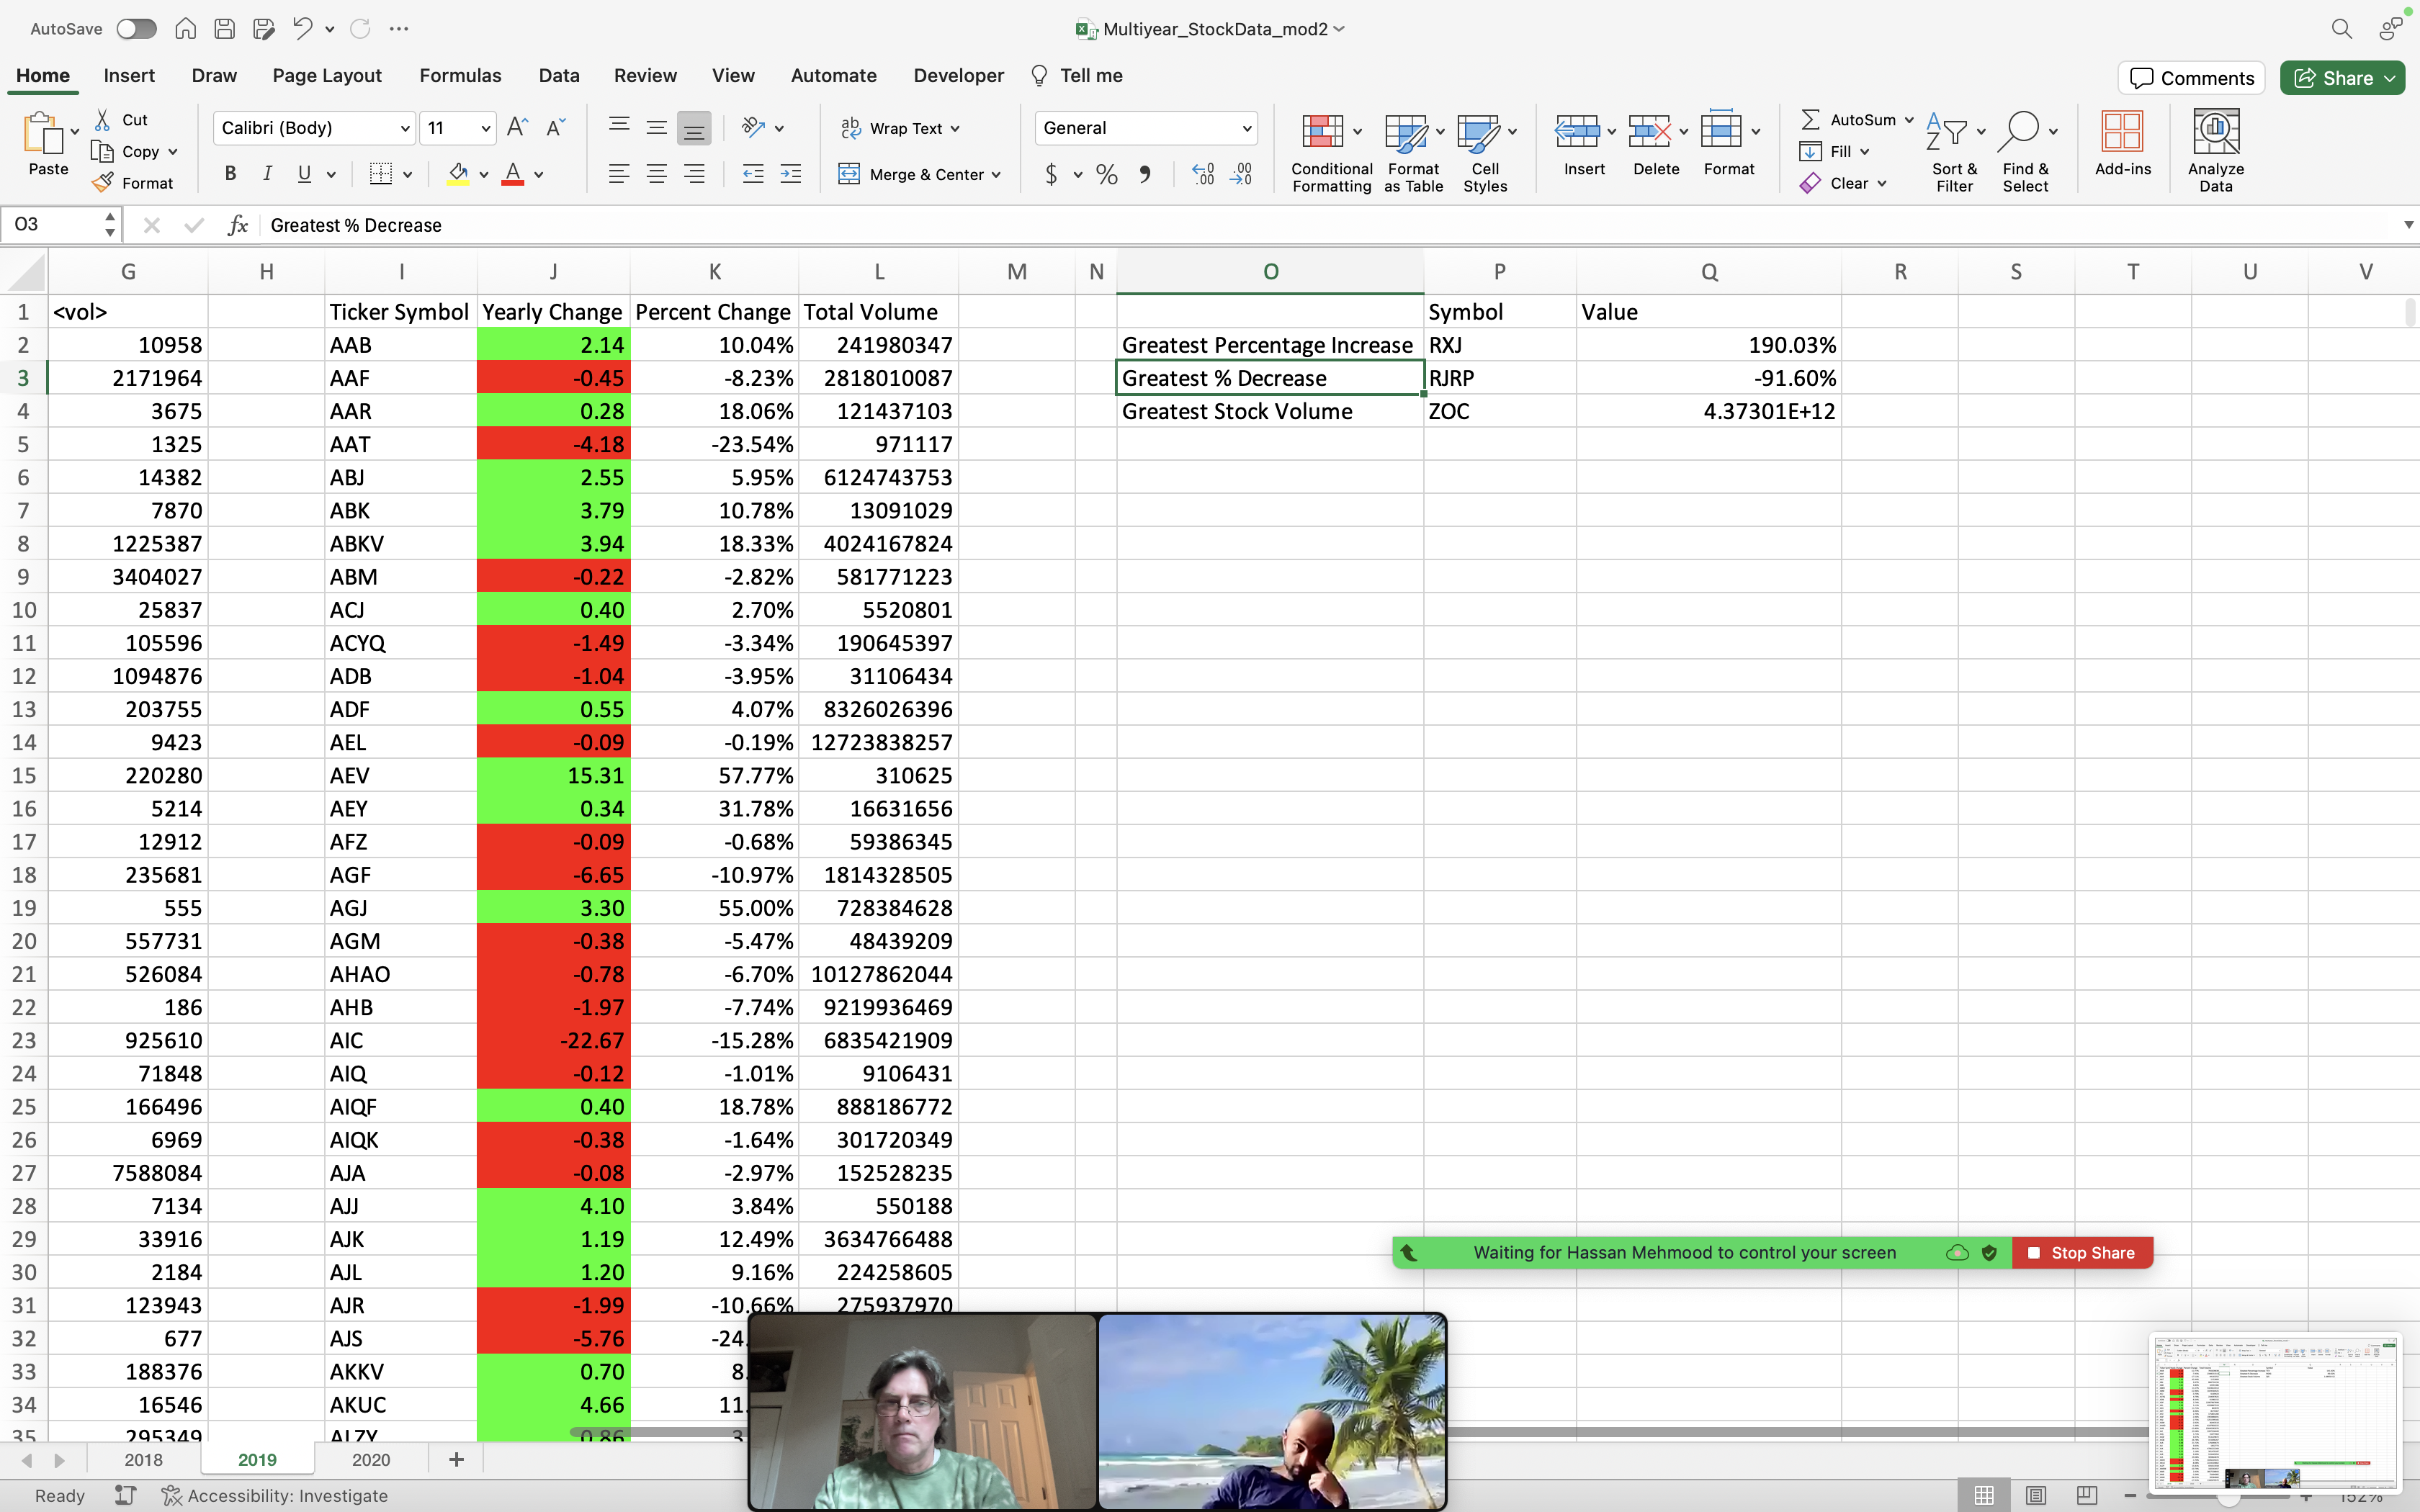 AutoSave
Multiyear_StockData_mod2
Home Insert Draw Page Layout Formulas Data Review View Automate Developer Tell me
Comments Share
Paste
Cut
Copy
Format
Calibri (Body) 11
B I U
Wrap Text
Merge & Center
General
$ % 9
Conditional Formatting
Format as Table
Cell Styles
Insert Delete Format
AutoSum
Fill
Clear
Sort & Filter
Find & Select
Add-ins
Analyze Data
O3 fx Greatest % Decrease
G H I J K L M N O P Q R S T U V
1 <vol> Ticker Symbol Yearly Change Percent Change Total Volume Symbol Value
2 10958 AAB 2.14 10.04% 241980347 Greatest Percentage Increase RXJ 190.03%
3 2171964 AAF -0.45 -8.23% 2818010087 Greatest % Decrease RJRP -91.60%
4 3675 AAR 0.28 18.06% 121437103 Greatest Stock Volume ZOC 4.37301E+12
5 1325 AAT -4.18 -23.54% 971117
6 14382 ABJ 2.55 5.95% 6124743753
7 7870 ABK 3.79 10.78% 13091029
8 1225387 ABKV 3.94 18.33% 4024167824
9 3404027 ABM -0.22 -2.82% 581771223
10 25837 ACJ 0.40 2.70% 5520801
11 105596 ACYQ -1.49 -3.34% 190645397
12 1094876 ADB -1.04 -3.95% 31106434
13 203755 ADF 0.55 4.07% 8326026396
14 9423 AEL -0.09 -0.19% 12723838257
15 220280 AEV 15.31 57.77% 310625
16 5214 AEY 0.34 31.78% 16631656
17 12912 AFZ -0.09 -0.68% 59386345
18 235681 AGF -6.65 -10.97% 1814328505
19 555 AGJ 3.30 55.00% 728384628
20 557731 AGM -0.38 -5.47% 48439209
21 526084 AHAO -0.78 -6.70% 10127862044
22 186 AHB -1.97 -7.74% 9219936469
23 925610 AIC -22.67 -15.28% 6835421909
24 71848 AIQ -0.12 -1.01% 9106431
25 166496 AIQF 0.40 18.78% 888186772
26 6969 AIQK -0.38 -1.64% 301720349
27 7588084 AJA -0.08 -2.97% 152528235
28 7134 AJJ 4.10 3.84% 550188
29 33916 AJK 1.19 12.49% 3634766488
30 2184 AJL 1.20 9.16% 224258605
31 123943 AJR -1.99 -10.66% 275937970
32 677 AJS -5.76 -24.
33 188376 AKKV 0.70 8.
34 16546 AKUC 4.66 11.
35 295349 ALZY 0.86 3.
Waiting for Hassan Mehmood to control your screen Stop Share
2018 2019 2020 +
Ready Accessibility: Investigate 152%